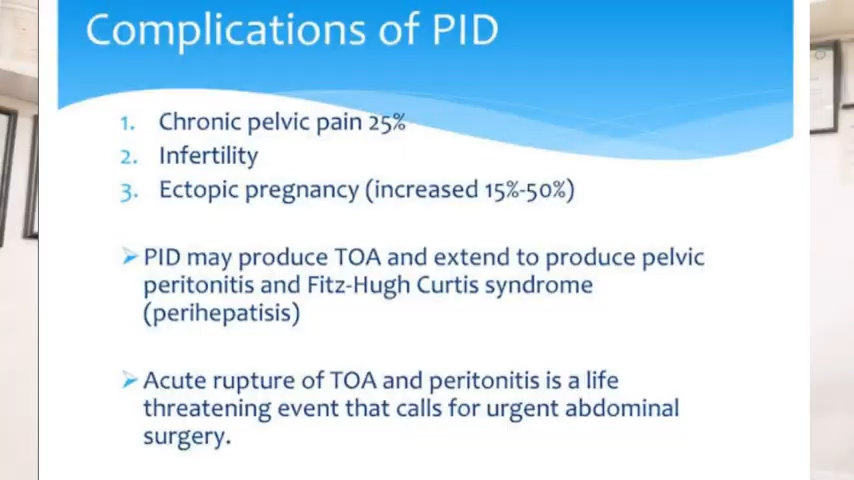 Complications of PID
1. Chronic pelvic pain 25%
2. Infertility
3. Ectopic pregnancy (increased 15%-50%)
PID may produce TOA and extend to produce pelvic
peritonitis and Fitz-Hugh Curtis syndrome
(perihepatisis)
Acute rupture of TOA and peritonitis is a life
threatening event that calls for urgent abdominal
surgery.